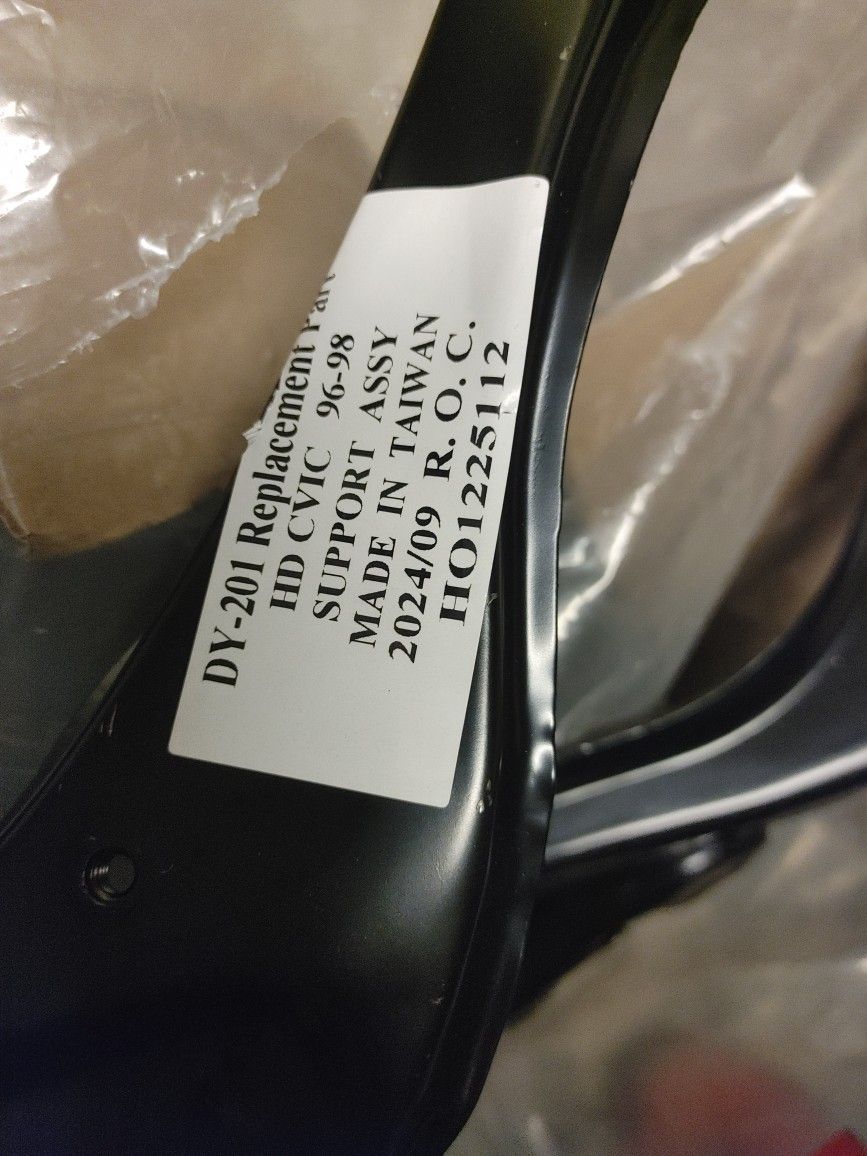 DY-201 Replacement Part
HD CVIC 96-98
SUPPORT ASSY
MADE IN TAIWAN
2024/09 R.O.C.
HO1225112